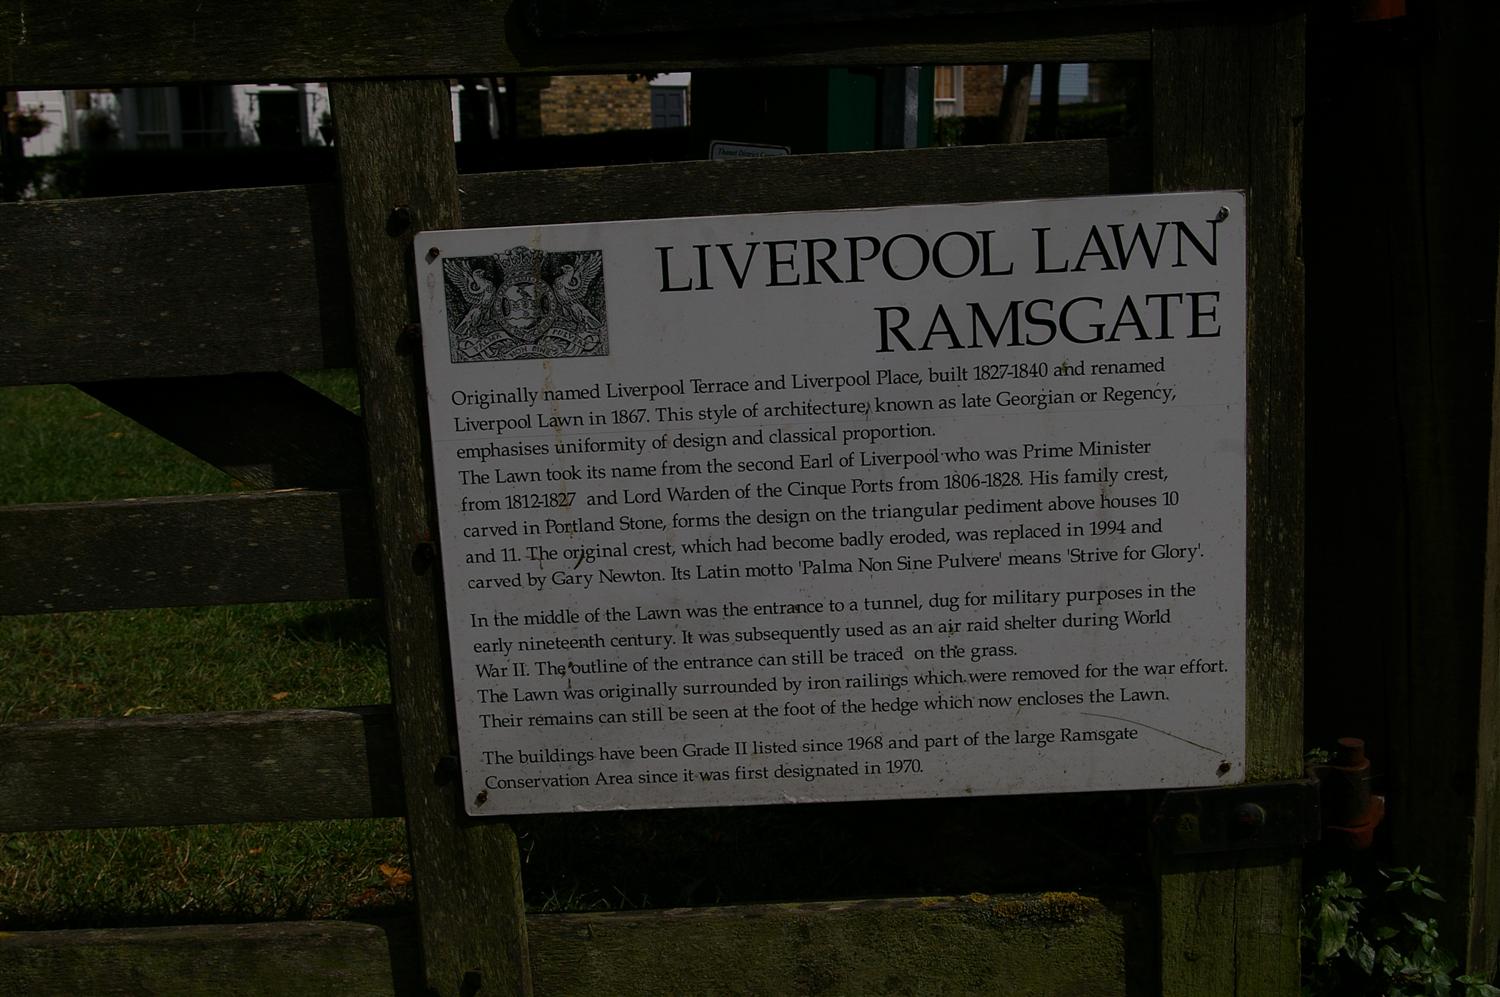 Thanet District Council
LIVERPOOL LAWN
RAMSGATE
PALMA NON SINE PULVERE
Originally named Liverpool Terrace and Liverpool Place, built 1827-1840 and renamed
Liverpool Lawn in 1867. This style of architecture, known as late Georgian or Regency,
emphasises uniformity of design and classical proportion.
The Lawn took its name from the second Earl of Liverpool who was Prime Minister
from 1812-1827 and Lord Warden of the Cinque Ports from 1806-1828. His family crest,
carved in Portland Stone, forms the design on the triangular pediment above houses 10
and 11. The original crest, which had become badly eroded, was replaced in 1994 and
carved by Gary Newton. Its Latin motto 'Palma Non Sine Pulvere' means 'Strive for Glory'.
In the middle of the Lawn was the entrance to a tunnel, dug for military purposes in the
early nineteenth century. It was subsequently used as an air raid shelter during World
War II. The outline of the entrance can still be traced on the grass.
The Lawn was originally surrounded by iron railings which were removed for the war effort.
Their remains can still be seen at the foot of the hedge which now encloses the Lawn.
The buildings have been Grade II listed since 1968 and part of the large Ramsgate
Conservation Area since it was first designated in 1970.